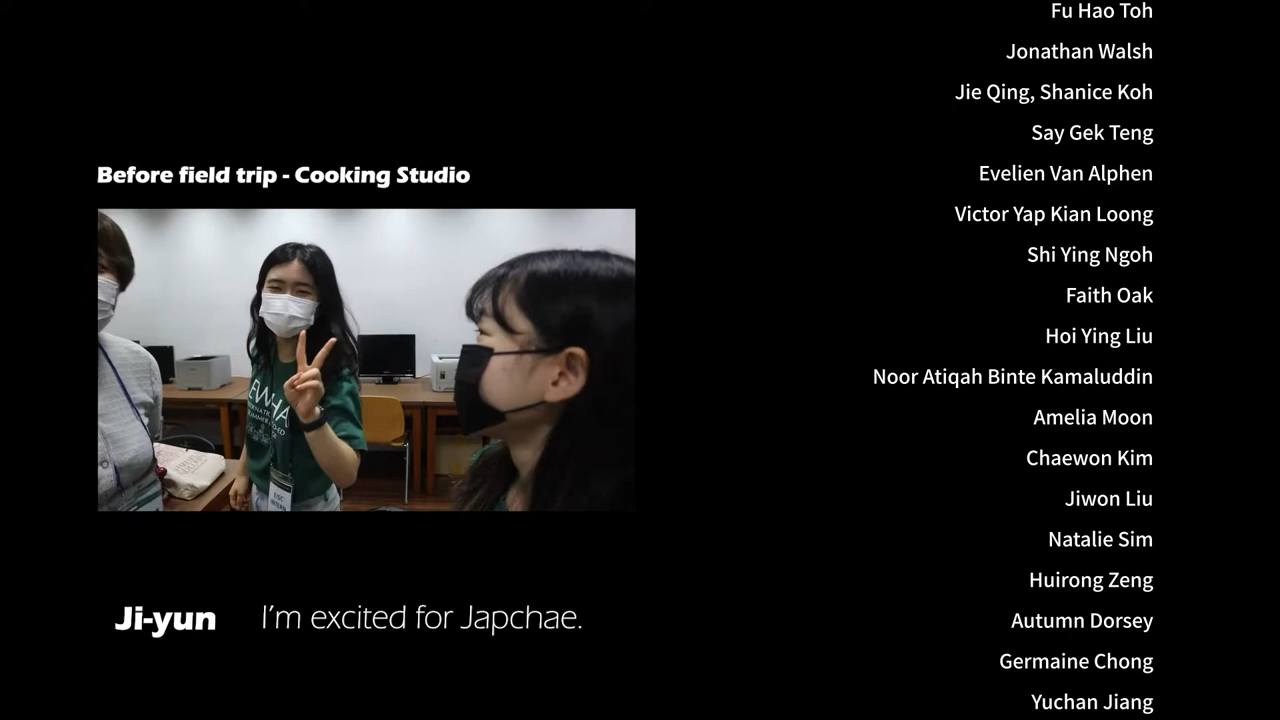 Before field trip - Cooking Studio
EWHA
Ji-yun I'm excited for Japchae.
Fu Hao Toh
Jonathan Walsh
Jie Qing, Shanice Koh
Say Gek Teng
Evelien Van Alphen
Victor Yap Kian Loong
Shi Ying Ngoh
Faith Oak
Hoi Ying Liu
Noor Atiqah Binte Kamaluddin
Amelia Moon
Chaewon Kim
Jiwon Liu
Natalie Sim
Huirong Zeng
Autumn Dorsey
Germaine Chong
Yuchan Jiang